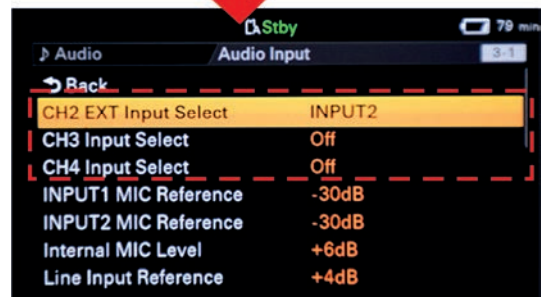 Stby 79 min
Audio Audio Input 3-1
Back
CH2 EXT Input Select INPUT2
CH3 Input Select Off
CH4 Input Select Off
INPUT1 MIC Reference -30dB
INPUT2 MIC Reference -30dB
Internal MIC Level +6dB
Line Input Reference +4dB